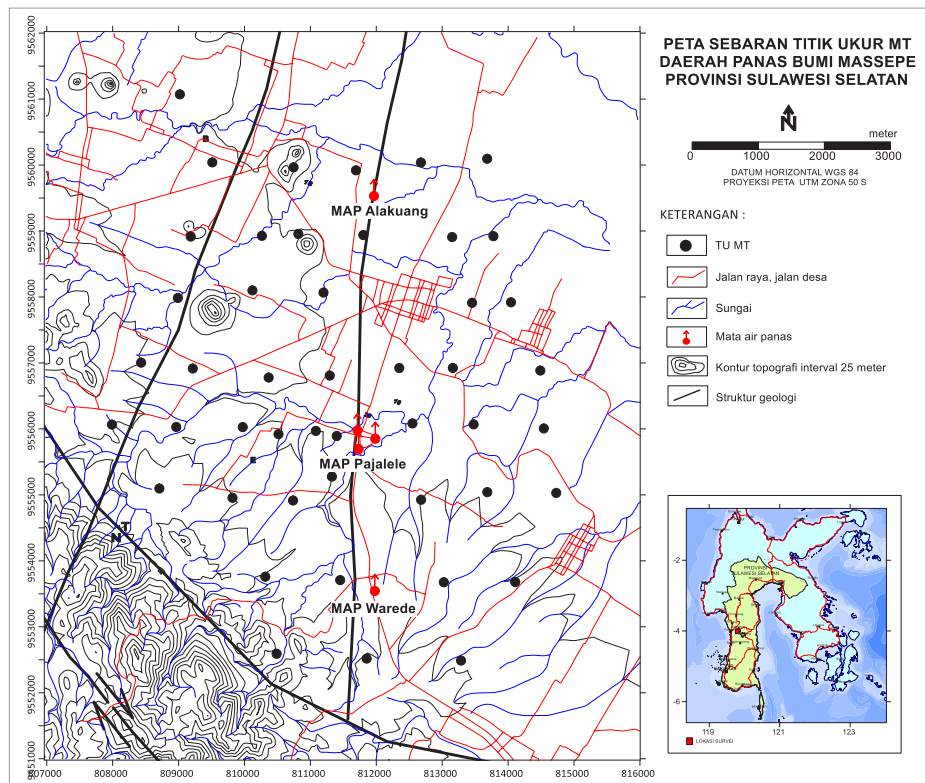 PETA SEBARAN TITIK UKUR MT
DAERAH PANAS BUMI MASSEPE
PROVINSI SULAWESI SELATAN
N
meter
0 1000 2000 3000
DATUM HORIZONTAL WGS 84
PROYEKSI PETA UTM ZONA 50 S
KETERANGAN :
TU MT
Jalan raya, jalan desa
Sungai
Mata air panas
Kontur topografi interval 25 meter
Struktur geologi
9562000
9561000
9560000
9559000
9558000
9557000
9556000
9555000
9554000
9553000
9552000
9551000
807000 808000 809000 810000 811000 812000 813000 814000 815000 816000
MAP Alakuang
MAP Pajalele
MAP Warede
PROVINSI
SULAWESI SELATAN
-2
-4
-6
119 121 123
LOKASI SURVEI